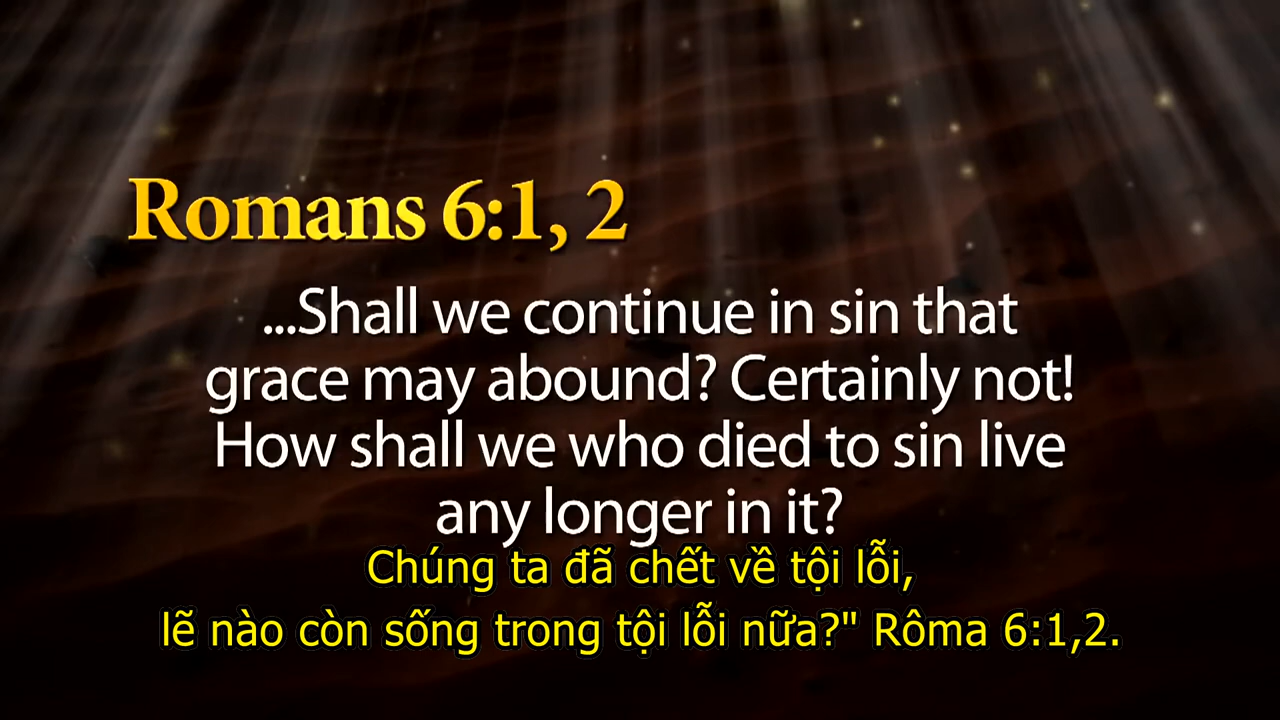 Romans 6:1, 2
...Shall we continue in sin that
grace may abound? Certainly not!
How shall we who died to sin live
any longer in it?
Chúng ta đã chết về tội lỗi,
lẽ nào còn sống trong tội lỗi nữa?" Rôma 6:1,2.